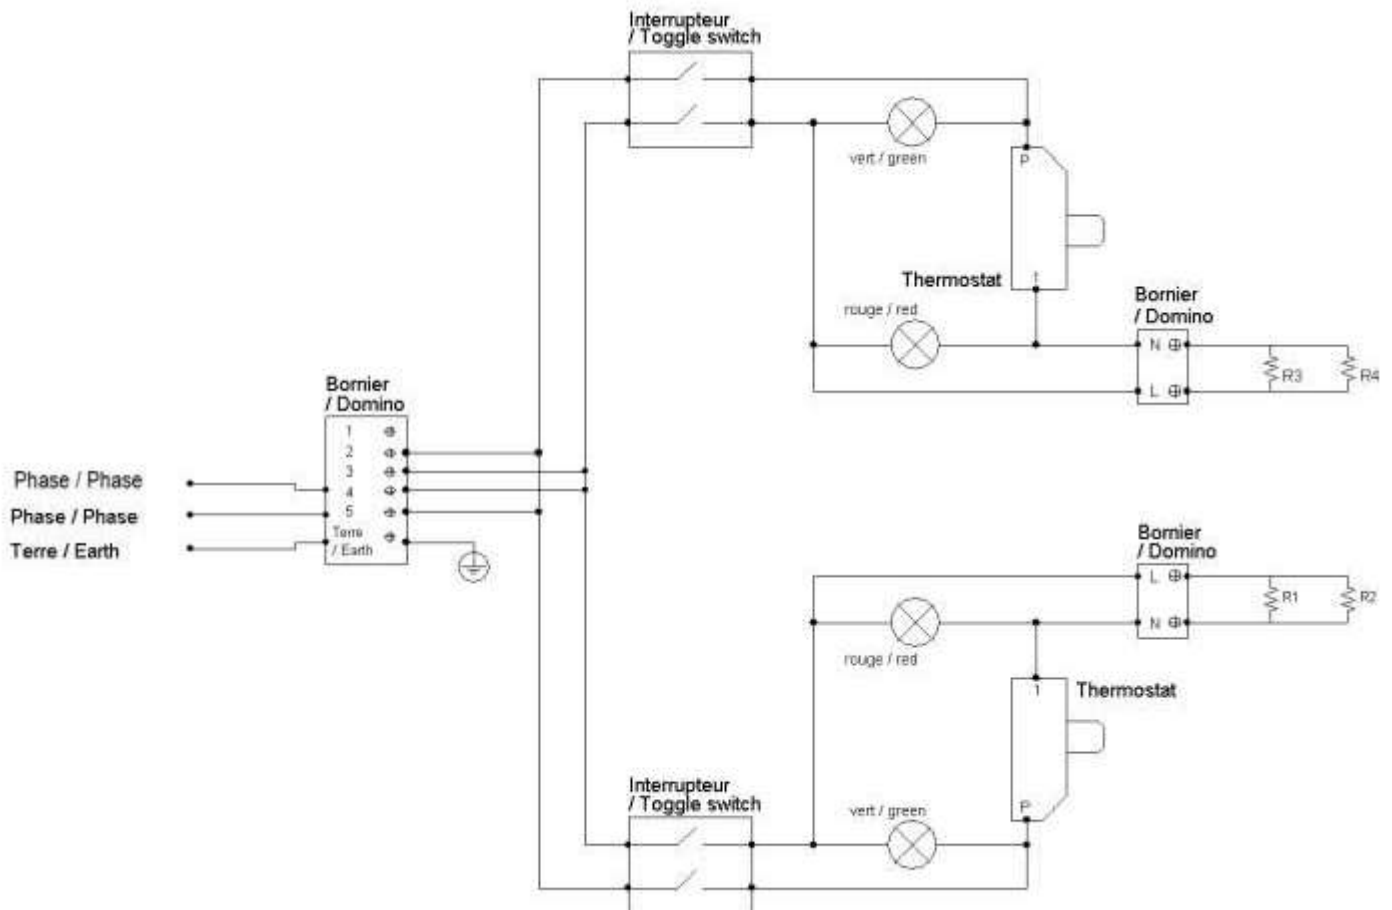 Interrupteur
/ Toggle switch
vert / green
P
Thermostat
1
rouge / red
Bornier
/ Domino
N
L
R3
R4
Bornier
/ Domino
1
2
3
4
5
Terre
/ Earth
Phase / Phase
Phase / Phase
Terre / Earth
Bornier
/ Domino
L
N
R1
R2
rouge / red
1
Thermostat
P
Interrupteur
/ Toggle switch
vert / green